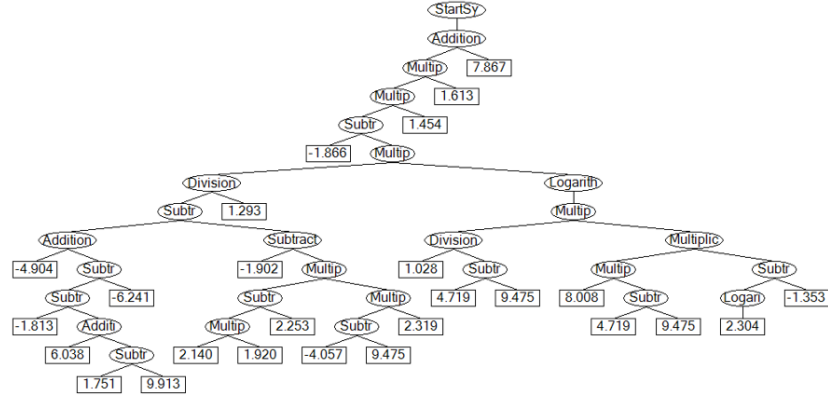 StartSy
Addition
Multip 7.867
Multip 1.613
Subtr 1.454
-1.866 Multip
Division Logarith
Subtr 1.293 Multip
Addition Subtract Division Multiplic
-4.904 Subtr -1.902 Multip 1.028 Subtr Multip Subtr
Subtr -6.241 Subtr Multip 4.719 9.475 8.008 Subtr Logari -1.353
-1.813 Additi Multip 2.253 Subtr 2.319 4.719 9.475 2.304
6.038 Subtr 2.140 1.920 -4.057 9.475
1.751 9.913